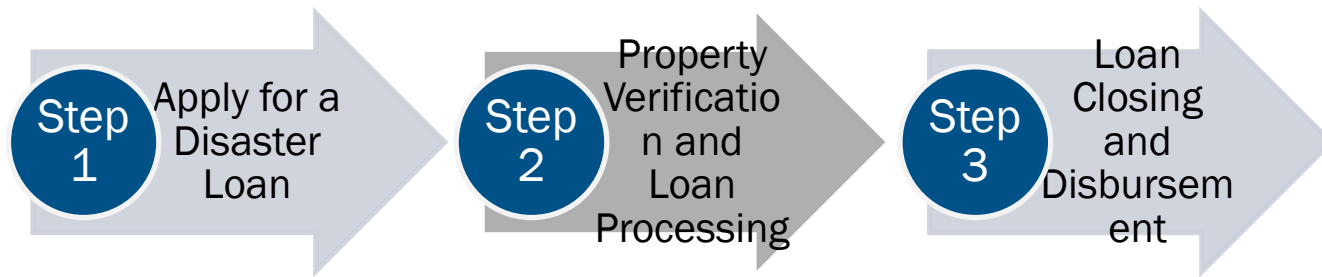 Step
1
Apply for a
Disaster
Loan
Step
2
Property
Verificatio
n and
Loan
Processing
Step
3
Loan
Closing
and
Disbursem
ent